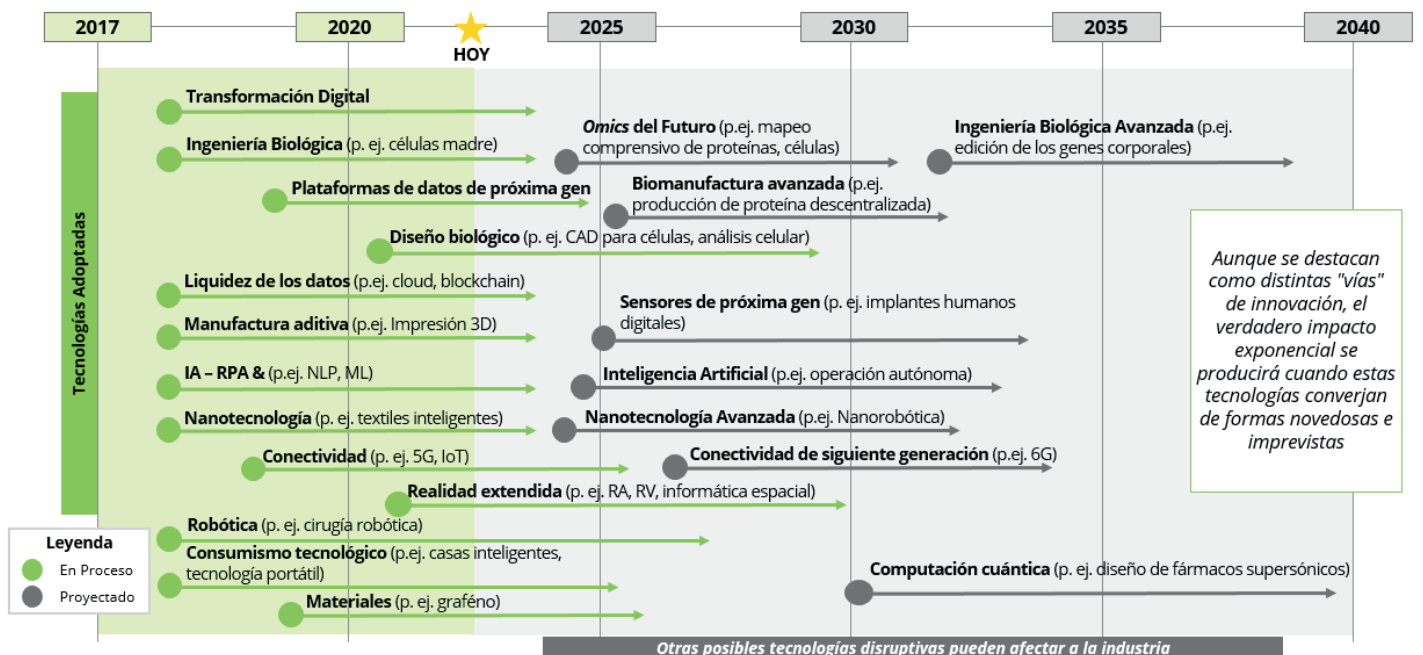 2017
2020
HOY
2025
2030
2035
2040
Tecnologías Adoptadas
Transformación Digital
Ingeniería Biológica (p. ej. células madre)
Omics del Futuro (p.ej. mapeo
comprensivo de proteínas, células)
Ingeniería Biológica Avanzada (p.ej.
edición de los genes corporales)
Plataformas de datos de próxima gen
Biomanufactura avanzada (p.ej.
producción de proteína descentralizada)
Diseño biológico (p. ej. CAD para células, análisis celular)
Liquidez de los datos (p.ej. cloud, blockchain)
Sensores de próxima gen (p. ej. implantes humanos
digitales)
Manufactura aditiva (p.ej. Impresión 3D)
IA – RPA & (p.ej. NLP, ML)
Inteligencia Artificial (p.ej. operación autónoma)
Nanotecnología (p. ej. textiles inteligentes)
Nanotecnología Avanzada (p.ej. Nanorobótica)
Conectividad (p. ej. 5G, IoT)
Conectividad de siguiente generación (p.ej. 6G)
Realidad extendida (p. ej. RA, RV, informática espacial)
Robótica (p. ej. cirugía robótica)
Consumismo tecnológico (p.ej. casas inteligentes,
tecnología portátil)
Computación cuántica (p. ej. diseño de fármacos supersónicos)
Materiales (p. ej. graféno)
Aunque se destacan
como distintas "vías"
de innovación, el
verdadero impacto
exponencial se
producirá cuando estas
tecnologías converjan
de formas novedosas e
imprevistas
Leyenda
En Proceso
Proyectado
Otras posibles tecnologías disruptivas pueden afectar a la industria